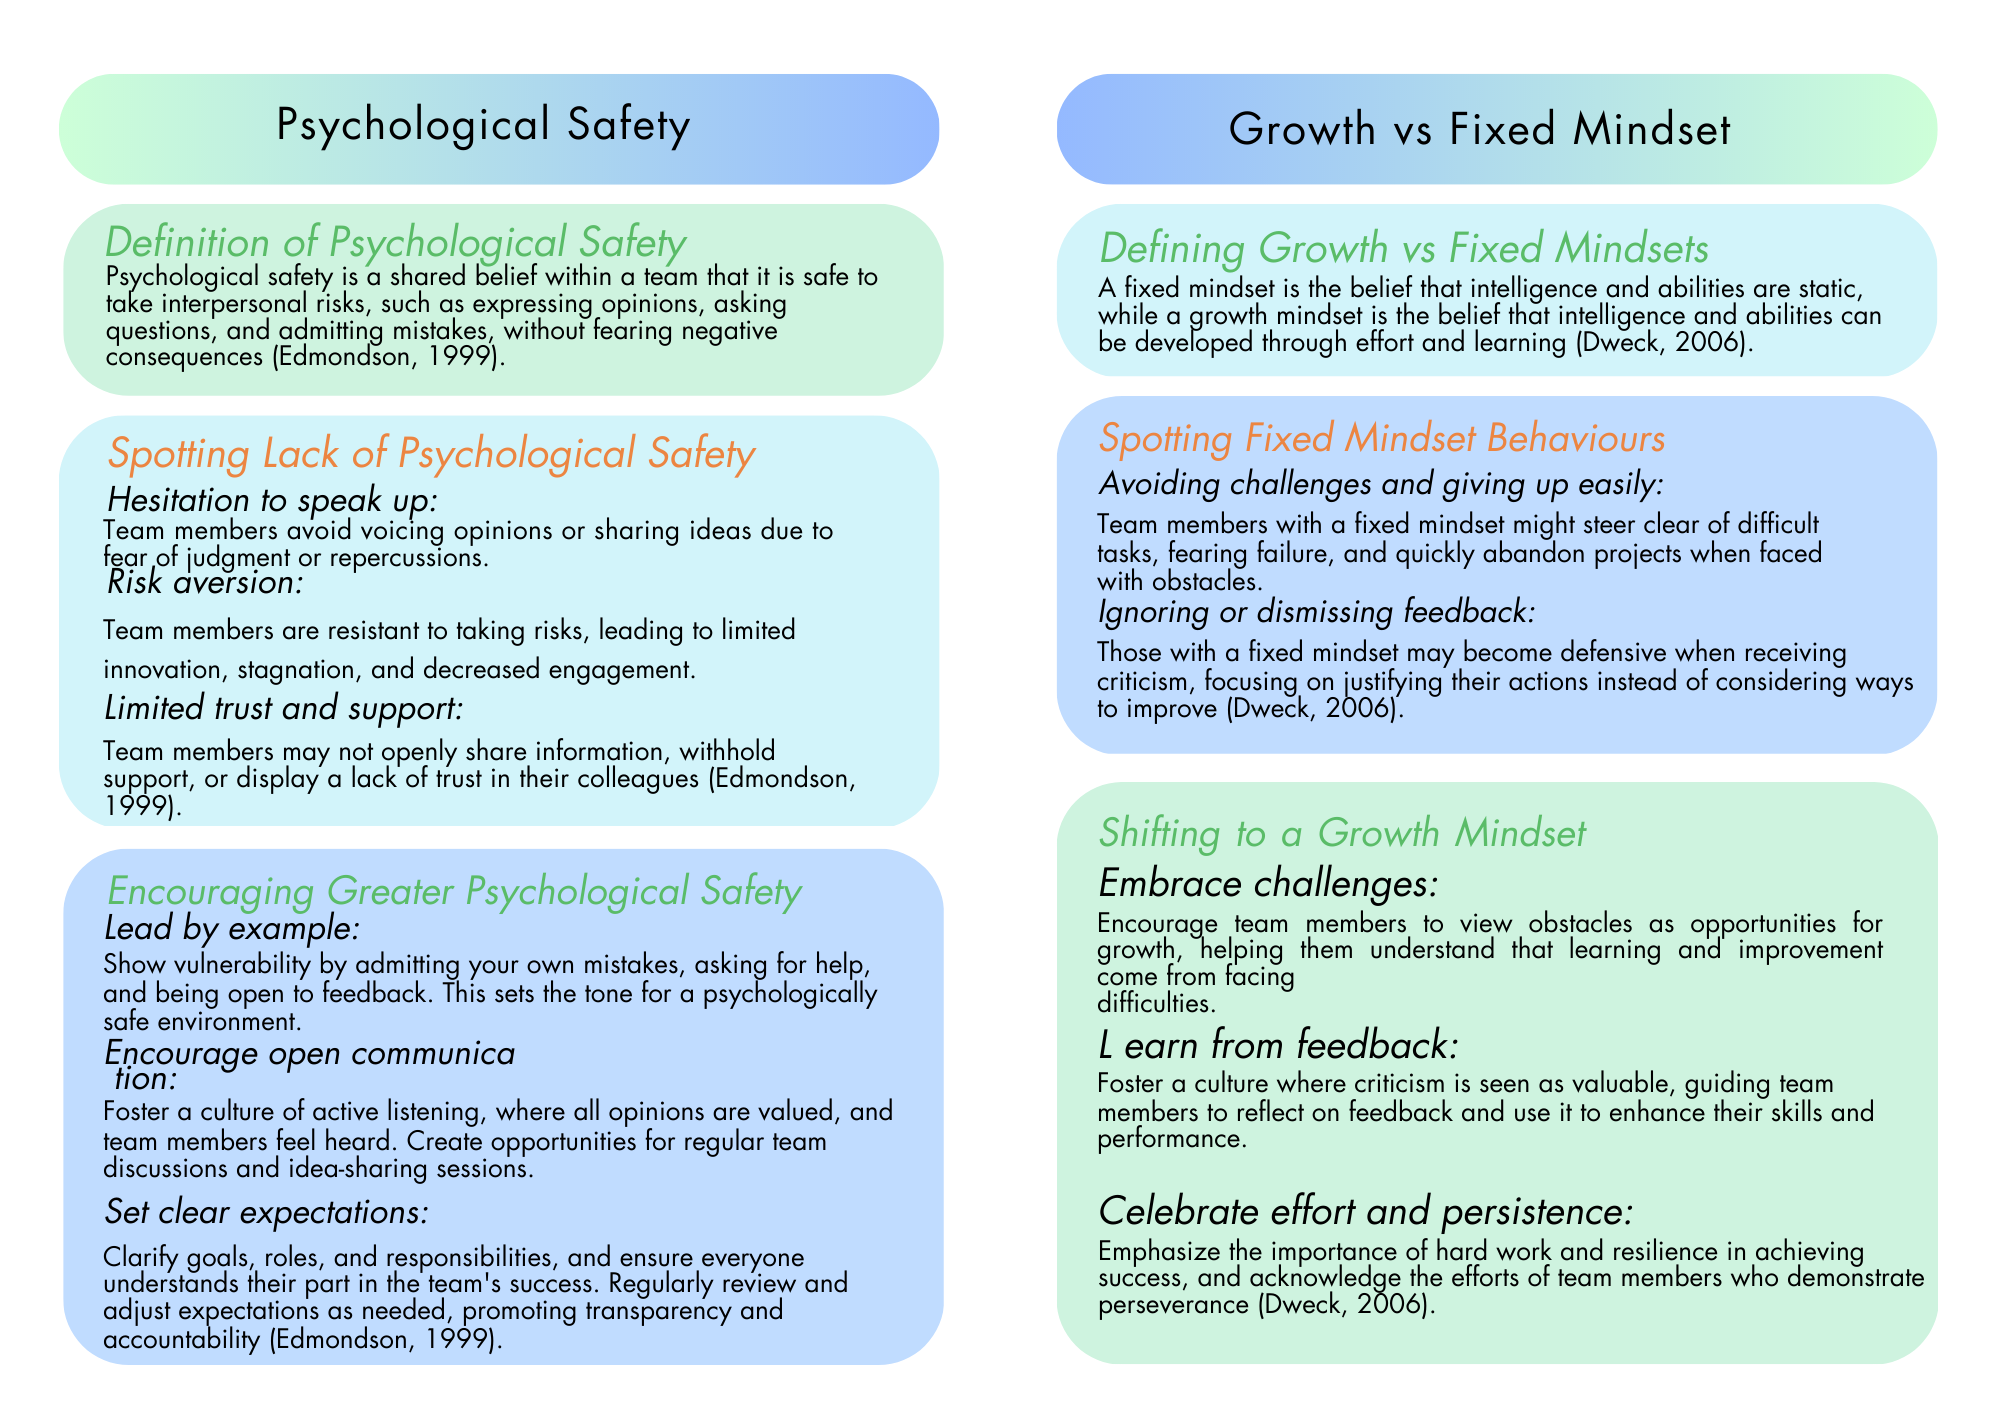 Psychological Safety
Definition of Psychological Safety
Psychological safety is a shared belief within a team that it is safe to
take interpersonal risks, such as expressing opinions, asking
questions, and admitting mistakes, without fearing negative
consequences (Edmondson, 1999).
Spotting Lack of Psychological Safety
Hesitation to speak up:
Team members avoid voicing opinions or sharing ideas due to
fear of judgment or repercussions.
Risk aversion:
Team members are resistant to taking risks, leading to limited
innovation, stagnation, and decreased engagement.
Limited trust and support:
Team members may not openly share information, withhold
support, or display a lack of trust in their colleagues (Edmondson,
1999).
Encouraging Greater Psychological Safety
Lead by example:
Show vulnerability by admitting your own mistakes, asking for help,
and being open to feedback. This sets the tone for a psychologically
safe environment.
Encourage open communica
tion:
Foster a culture of active listening, where all opinions are valued, and
team members feel heard. Create opportunities for regular team
discussions and idea-sharing sessions.
Set clear expectations:
Clarify goals, roles, and responsibilities, and ensure everyone
understands their part in the team's success. Regularly review and
adjust expectations as needed, promoting transparency and
accountability (Edmondson, 1999).
Growth vs Fixed Mindset
Defining Growth vs Fixed Mindsets
A fixed mindset is the belief that intelligence and abilities are static,
while a growth mindset is the belief that intelligence and abilities can
be developed through effort and learning (Dweck, 2006).
Spotting Fixed Mindset Behaviours
Avoiding challenges and giving up easily:
Team members with a fixed mindset might steer clear of difficult
tasks, fearing failure, and quickly abandon projects when faced
with obstacles.
Ignoring or dismissing feedback:
Those with a fixed mindset may become defensive when receiving
criticism, focusing on justifying their actions instead of considering ways
to improve (Dweck, 2006).
Shifting to a Growth Mindset
Embrace challenges:
Encourage team members to view obstacles as opportunities for
growth, helping them understand that learning and improvement
come from facing
difficulties.
L earn from feedback:
Foster a culture where criticism is seen as valuable, guiding team
members to reflect on feedback and use it to enhance their skills and
performance.
Celebrate effort and persistence:
Emphasize the importance of hard work and resilience in achieving
success, and acknowledge the efforts of team members who demonstrate
perseverance (Dweck, 2006).